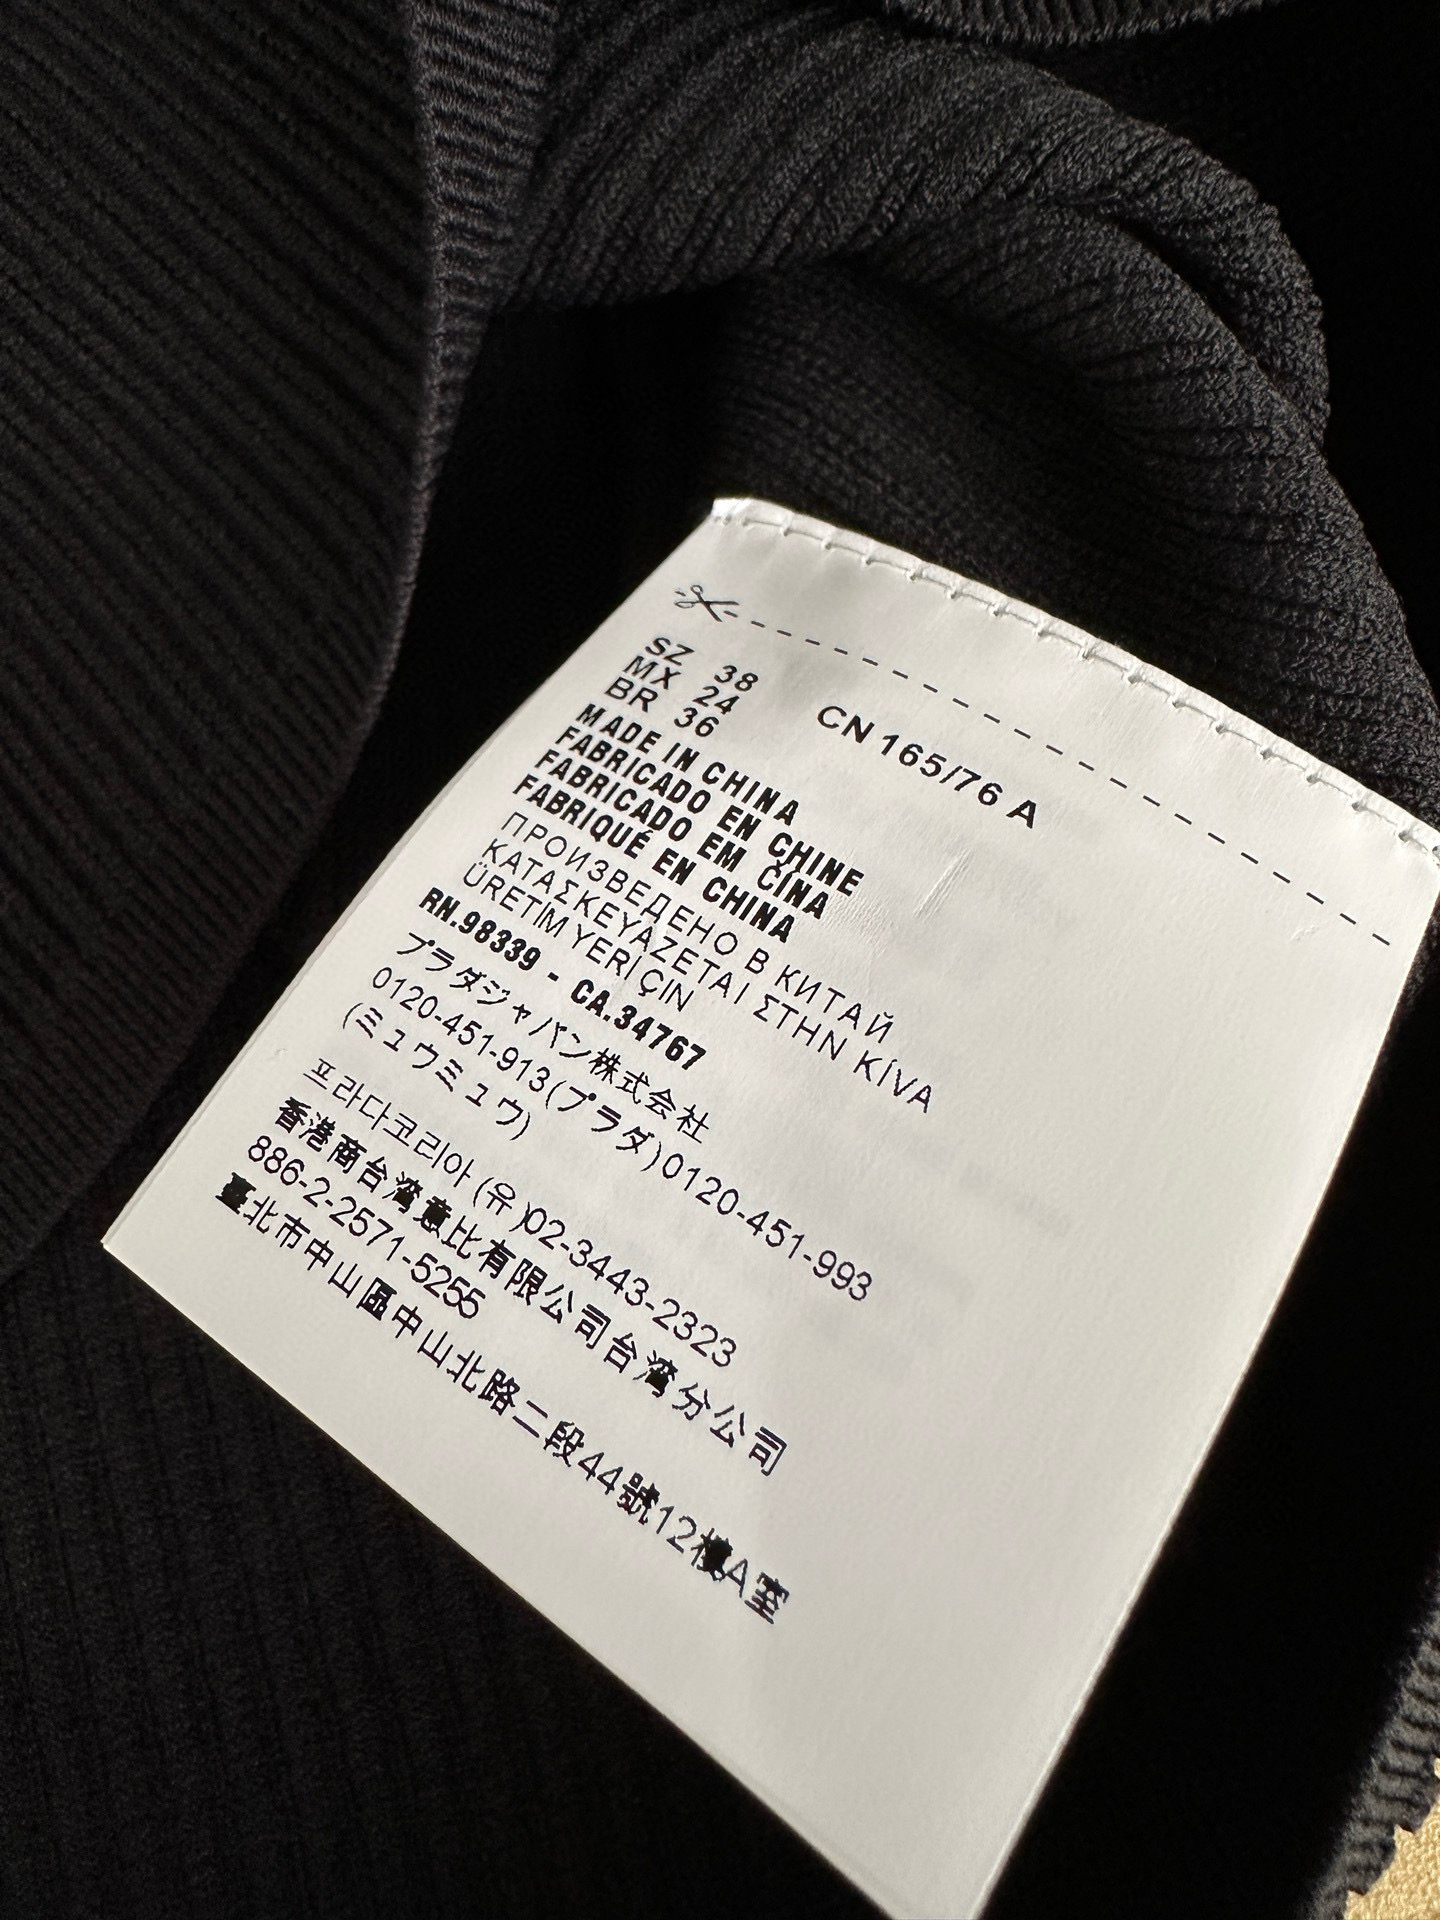 SZ 38
MX 24 CN 165/76 A
BR 36
MADE IN CHINA
FABRICADO EN CHINE
FABRICADO EM ČINA
FABRIQUÉ EN CHINA
ПРОИЗВЕДЕНО В КИТАЙ
ΚΑΤΑΣΚΕΥΑΖΕΤΑΙ ΣΤΗΝ ΚÍVA
ÜRETIM YERI ÇIN
RN.98339 - CA.34767
プラダジャパン株式会社
0120-451-913(プラダ)0120-451-993
(ミュウミュウ)
프라다코리아(유)02-3443-2323
香港商台灣意比有限公司台灣分公司
886-2-2571-5255
臺北市中山區中山北路二段44號12樓A室